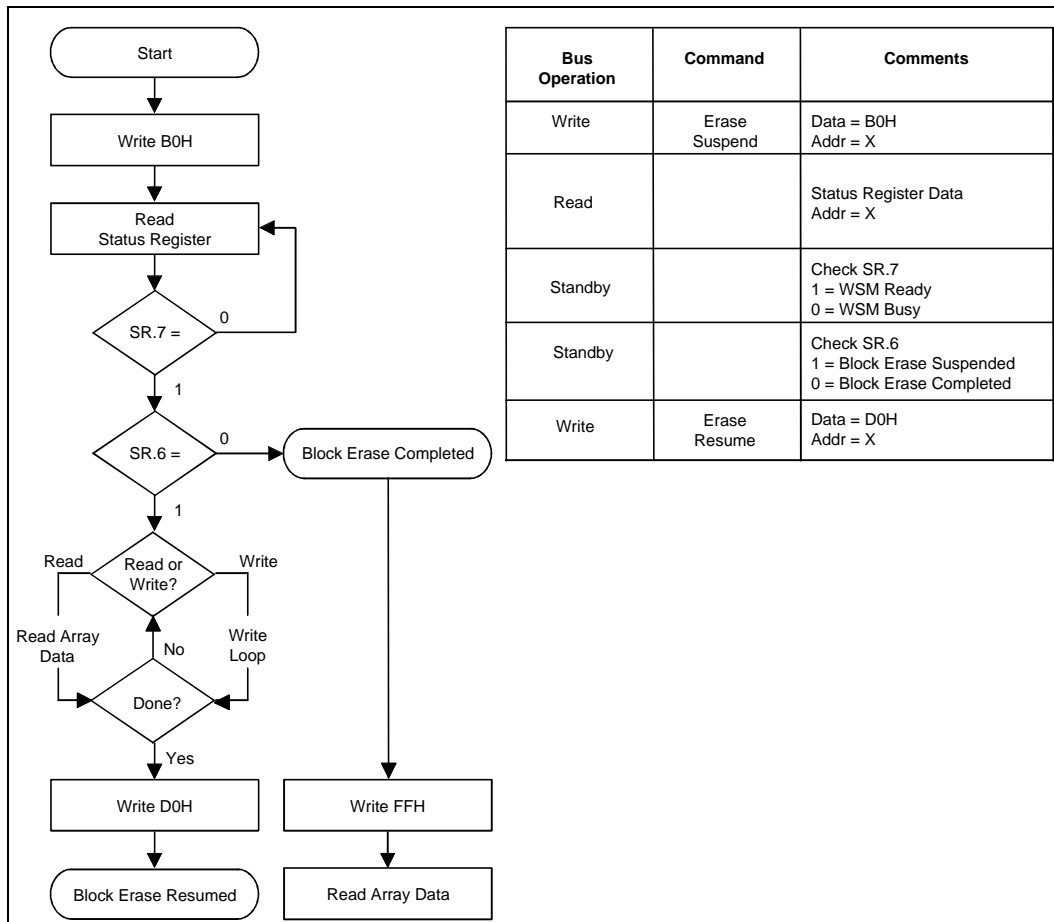 Start
Write B0H
Read
Status Register
SR.7 =
0
1
SR.6 =
0
Block Erase Completed
1
Read
Read or
Write?
Write
Read Array
Data
No
Write
Loop
Done?
Yes
Write D0H
Write FFH
Block Erase Resumed
Read Array Data
Bus
Operation
Command
Comments
Write
Erase
Suspend
Data = B0H
Addr = X
Read
Status Register Data
Addr = X
Standby
Check SR.7
1 = WSM Ready
0 = WSM Busy
Standby
Check SR.6
1 = Block Erase Suspended
0 = Block Erase Completed
Write
Erase
Resume
Data = D0H
Addr = X